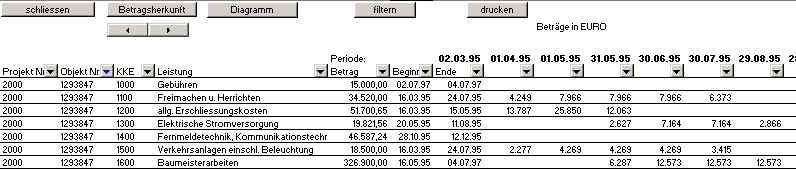 schliessen Betragsherkunft Diagramm filtern drucken
Beträge in EURO
Periode: 02.03.95 01.04.95 01.05.95 31.05.95 30.06.95 30.07.95 29.08.95
Projekt Nr Objekt Nr KKE Leistung Betrag Beginn Ende
2000 1293847 1000 Gebühren 15.000,00 02.07.97 04.07.97
2000 1293847 1100 Freimachen u. Herrichten 34.520,00 16.03.95 24.07.95 4.249 7.966 7.966 7.966 6.373
2000 1293847 1200 allg. Erschliessungskosten 51.700,65 16.03.95 15.05.95 13.787 25.850 12.063
2000 1293847 1300 Elektrische Stromversorgung 19.821,56 20.05.95 11.08.95 2.627 7.164 7.164 2.866
2000 1293847 1400 Fernmeldetechnik, Kommunikationstechr 46.587,24 28.10.95 12.12.95
2000 1293847 1500 Verkehrsanlagen einschl. Beleuchtung 18.500,00 16.03.95 24.07.95 2.277 4.269 4.269 4.269 3.415
2000 1293847 1600 Baumeisterarbeiten 326.900,00 16.05.95 04.07.97 6.287 12.573 12.573 12.573